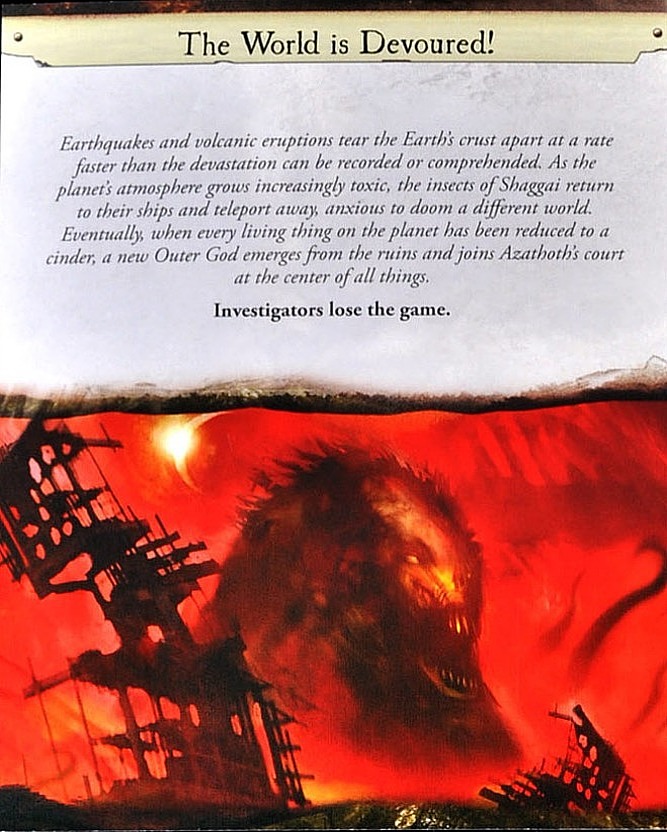 The World is Devoured!
Earthquakes and volcanic eruptions tear the Earth's crust apart at a rate
faster than the devastation can be recorded or comprehended. As the
planet's atmosphere grows increasingly toxic, the insects of Shaggai return
to their ships and teleport away, anxious to doom a different world.
Eventually, when every living thing on the planet has been reduced to a
cinder, a new Outer God emerges from the ruins and joins Azathoth's court
at the center of all things.
Investigators lose the game.